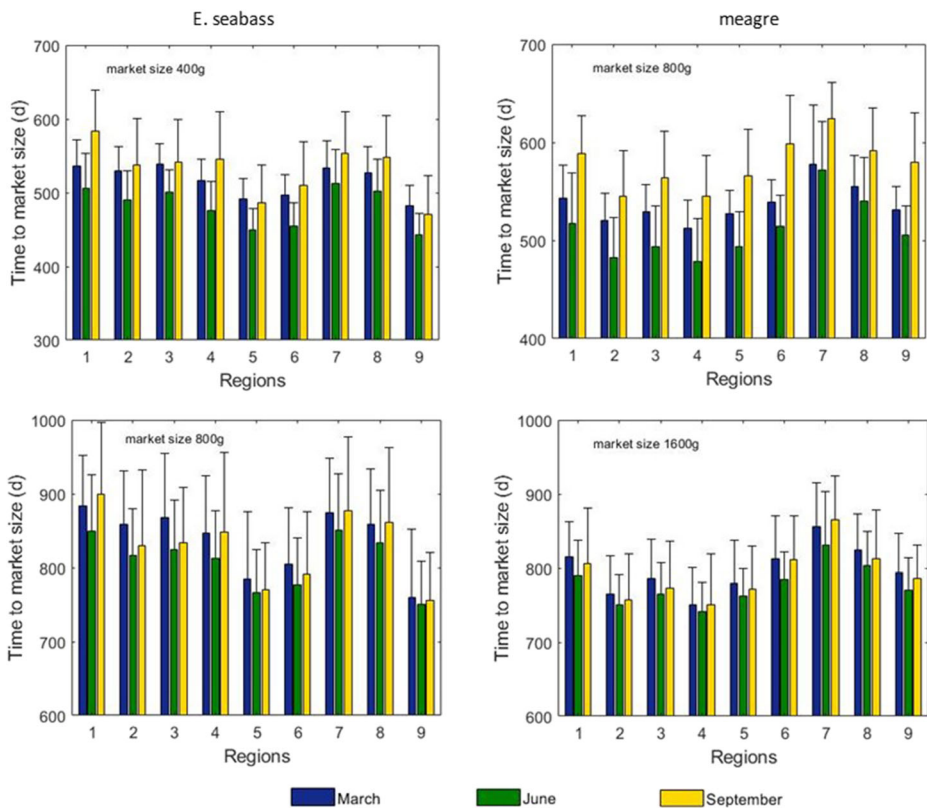 E. seabass
meagre
Time to market size (d)
700
600
500
400
300
market size 400g
1 2 3 4 5 6 7 8 9
Regions
Time to market size (d)
700
600
500
400
market size 800g
1 2 3 4 5 6 7 8 9
Regions
Time to market size (d)
1000
900
800
700
600
market size 800g
1 2 3 4 5 6 7 8 9
Regions
Time to market size (d)
1000
900
800
700
600
market size 1600g
1 2 3 4 5 6 7 8 9
Regions
March June September